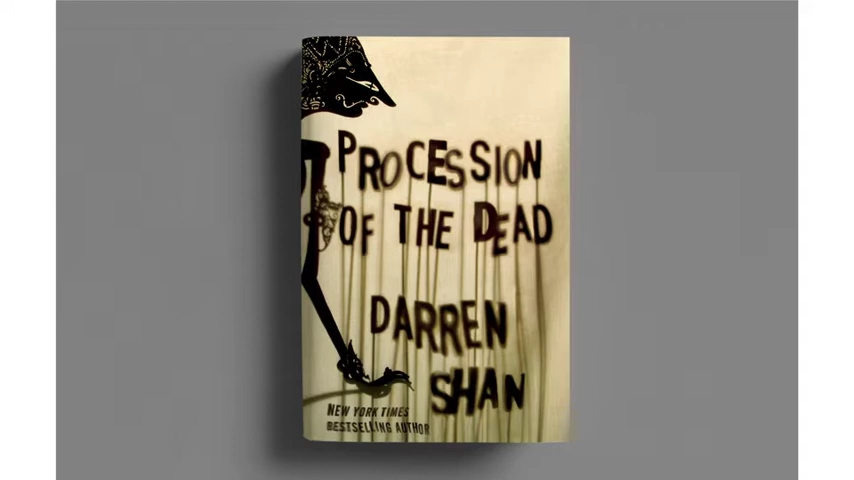 PROCESSION
OF THE DEAD
DARREN
SHAN
NEW YORK TIMES
BESTSELLING AUTHOR